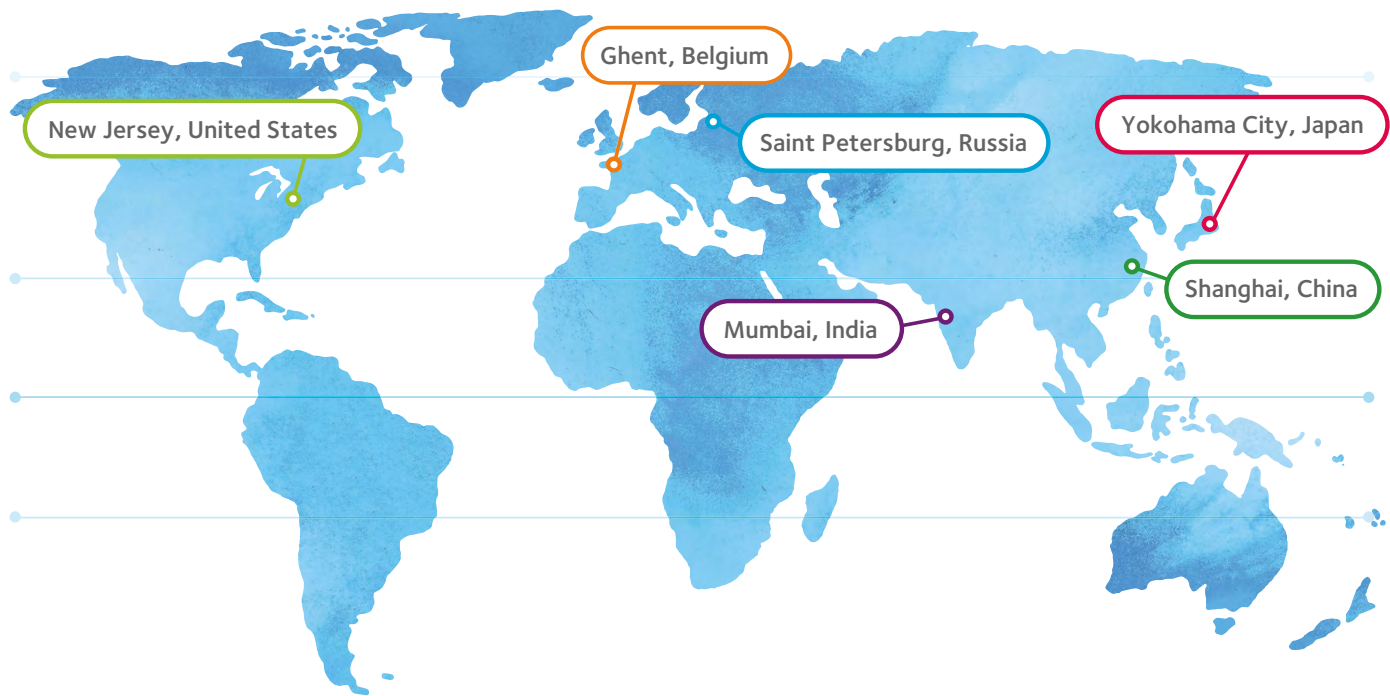 Ghent, Belgium
New Jersey, United States
Saint Petersburg, Russia
Yokohama City, Japan
Shanghai, China
Mumbai, India